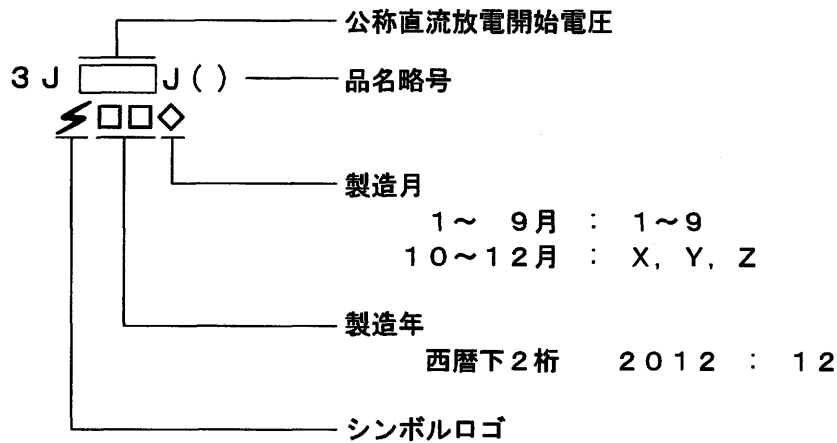 公称直流放電開始電圧
3J □ J( ) 品名略号
□□◇
製造月
1～ 9月 : 1～9
10～12月 : X, Y, Z
製造年
西暦下2桁 2012 : 12
シンボルロゴ